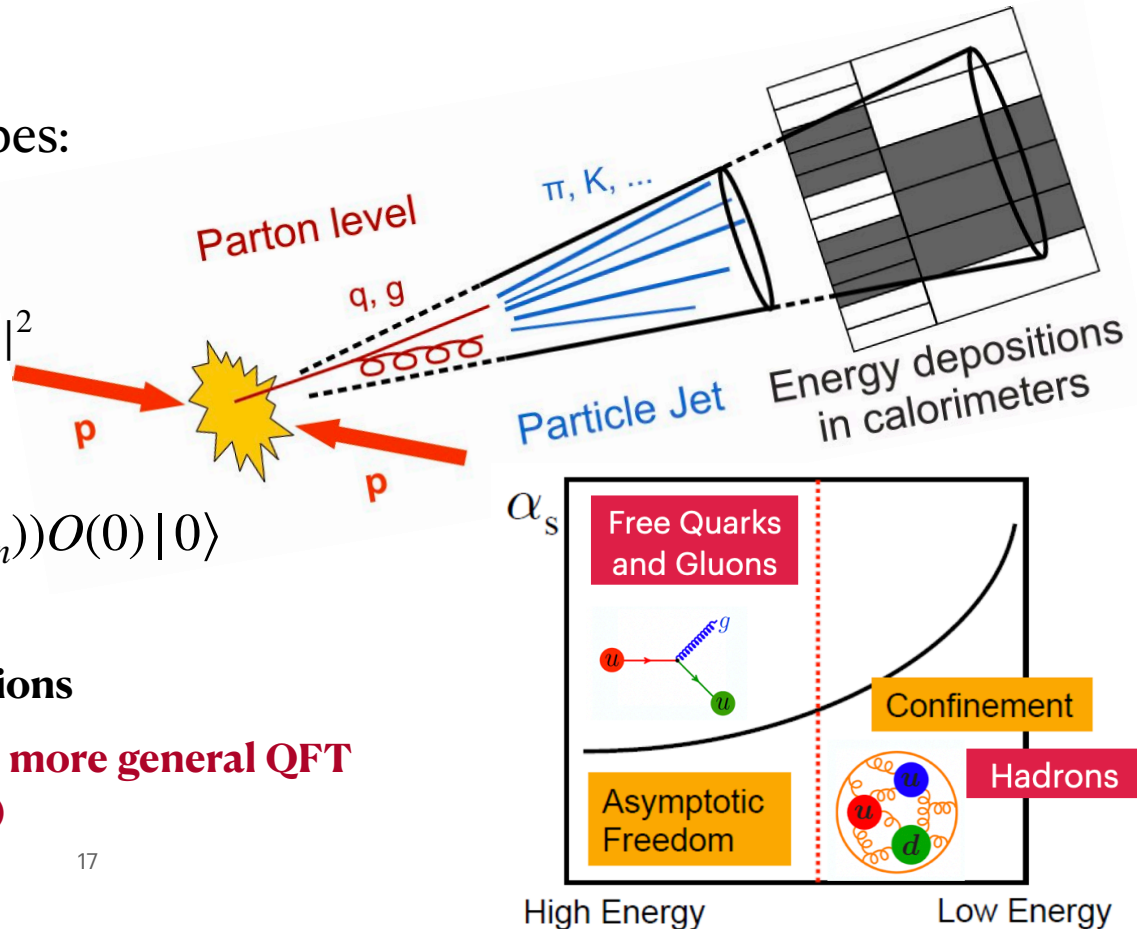 pes:
Parton level
π, K, ...
q, g
|²
p
p
Particle Jet
Energy depositions
in calorimeters
ₙ))O(0)|0⟩
ions
more general QFT
)
17
αs
Free Quarks
and Gluons
g
u
u
Confinement
Hadrons
Asymptotic
Freedom
u
u
d
High Energy
Low Energy